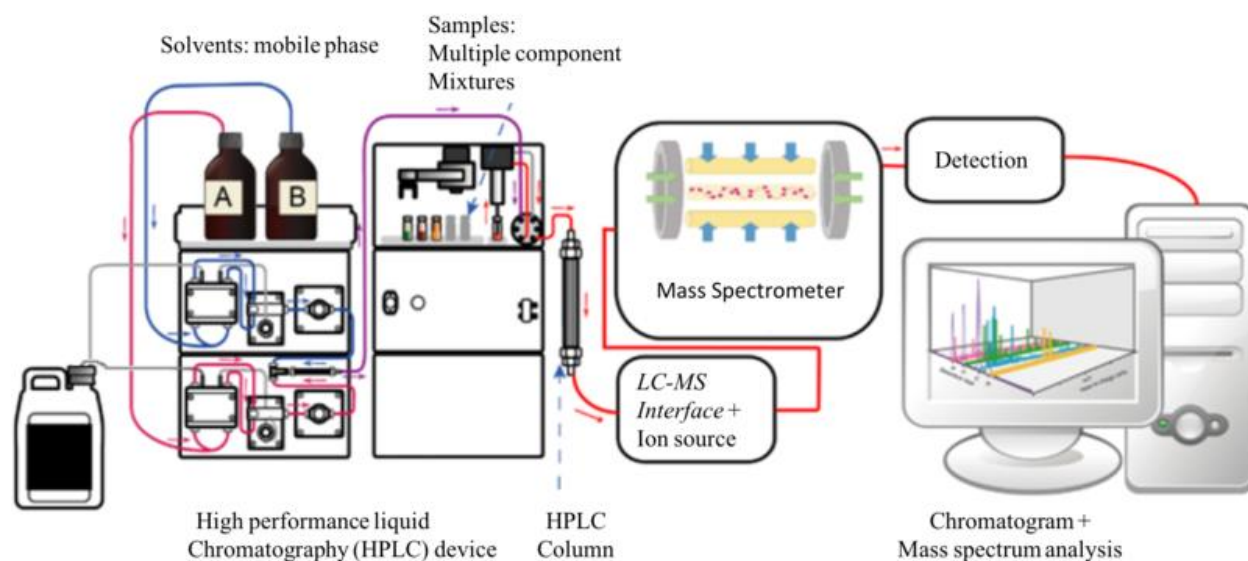 Solvents: mobile phase
Samples:
Multiple component
Mixtures
A
B
Mass Spectrometer
Detection
LC-MS
Interface +
Ion source
High performance liquid
Chromatography (HPLC) device
HPLC
Column
Chromatogram +
Mass spectrum analysis